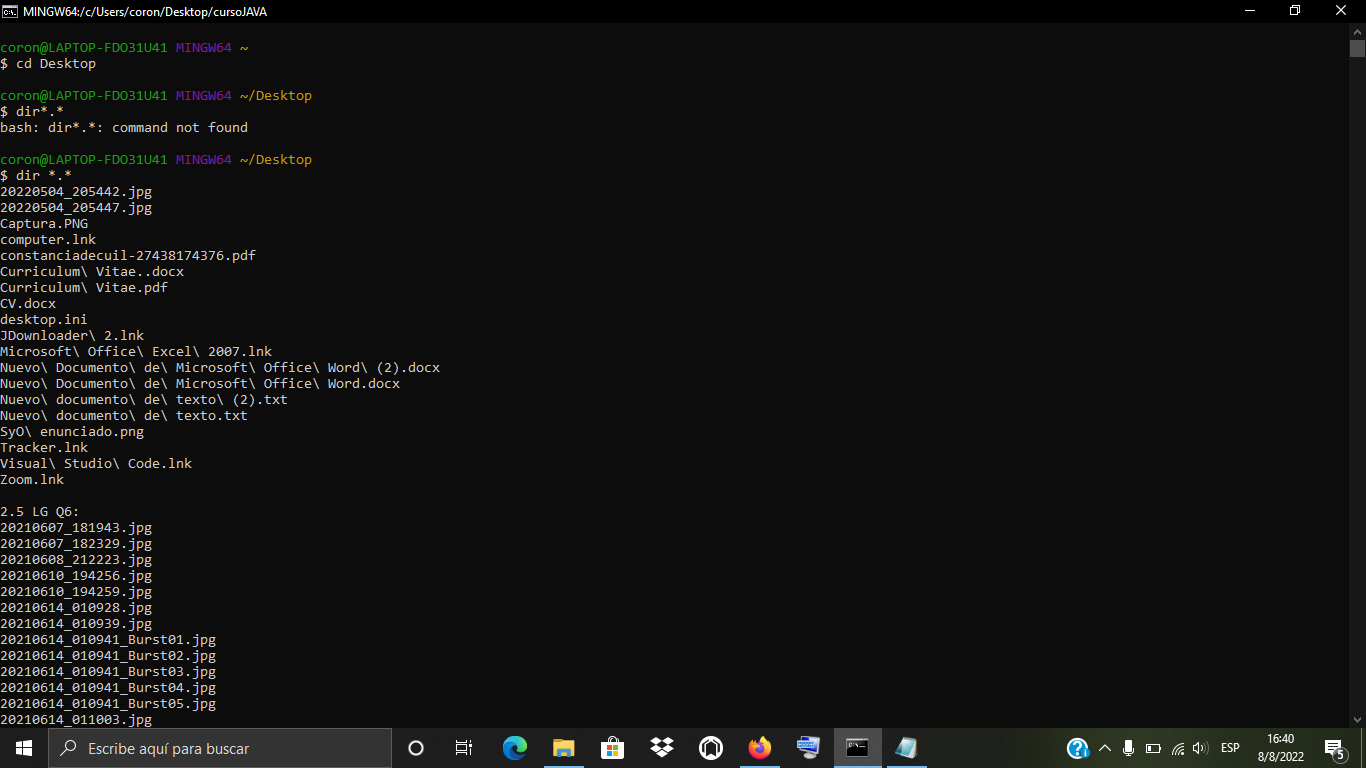 MINGW64:/c/Users/coron/Desktop/cursoJAVA
coron@LAPTOP-FDO31U41 MINGW64 ~
$ cd Desktop
coron@LAPTOP-FDO31U41 MINGW64 ~/Desktop
$ dir*.*
bash: dir*.*: command not found
coron@LAPTOP-FDO31U41 MINGW64 ~/Desktop
$ dir *.*
20220504_205442.jpg
20220504_205447.jpg
Captura.PNG
computer.lnk
constanciadecuil-27438174376.pdf
Curriculum\ Vitae..docx
Curriculum\ Vitae.pdf
CV.docx
desktop.ini
JDownloader\ 2.lnk
Microsoft\ Office\ Excel\ 2007.lnk
Nuevo\ Documento\ de\ Microsoft\ Office\ Word\ (2).docx
Nuevo\ Documento\ de\ Microsoft\ Office\ Word.docx
Nuevo\ documento\ de\ texto\ (2).txt
Nuevo\ documento\ de\ texto.txt
SyO\ enunciado.png
Tracker.lnk
Visual\ Studio\ Code.lnk
Zoom.lnk
2.5 LG Q6:
20210607_181943.jpg
20210607_182329.jpg
20210608_212223.jpg
20210610_194256.jpg
20210610_194259.jpg
20210614_010928.jpg
20210614_010939.jpg
20210614_010941_Burst01.jpg
20210614_010941_Burst02.jpg
20210614_010941_Burst03.jpg
20210614_010941_Burst04.jpg
20210614_010941_Burst05.jpg
20210614_011003.jpg
Escribe aquí para buscar
ESP
16:40
8/8/2022
5